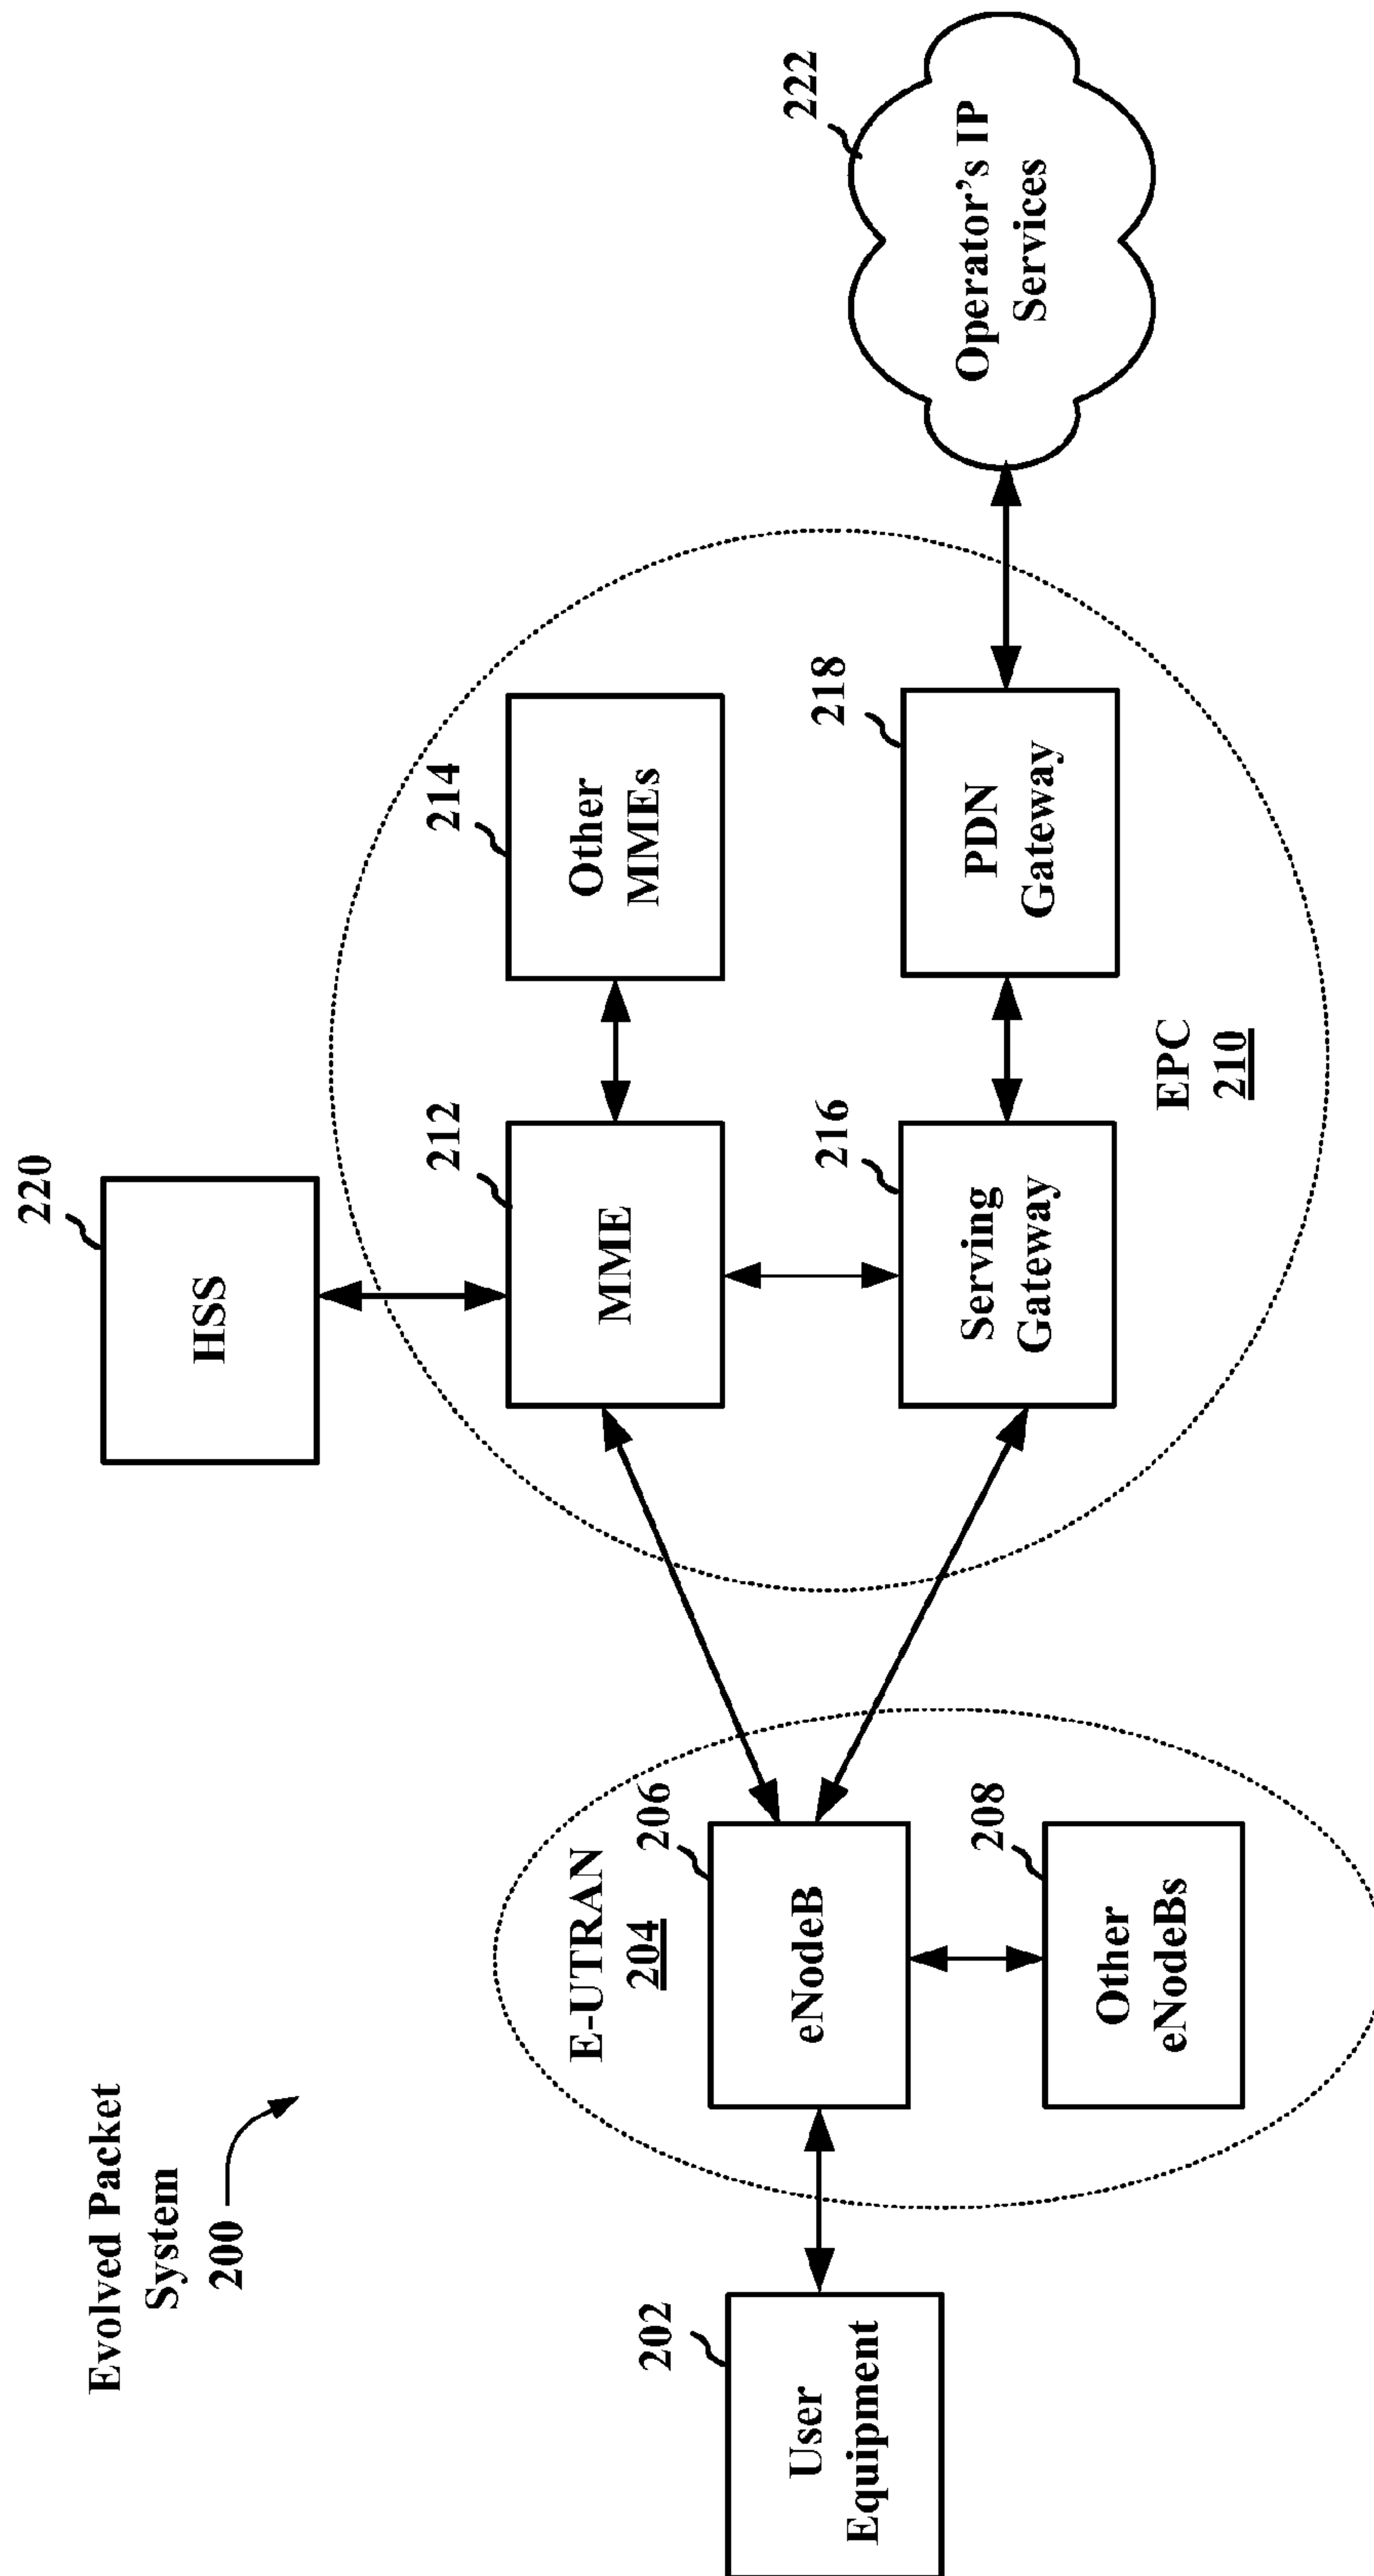 Evolved Packet
System
200
220
HSS
E-UTRAN
204
212
MME
214
Other
MMEs
202
User
Equipment
206
eNodeB
208
Other
eNodeBs
216
Serving
Gateway
218
PDN
Gateway
EPC
210
222
Operator’s IP
Services